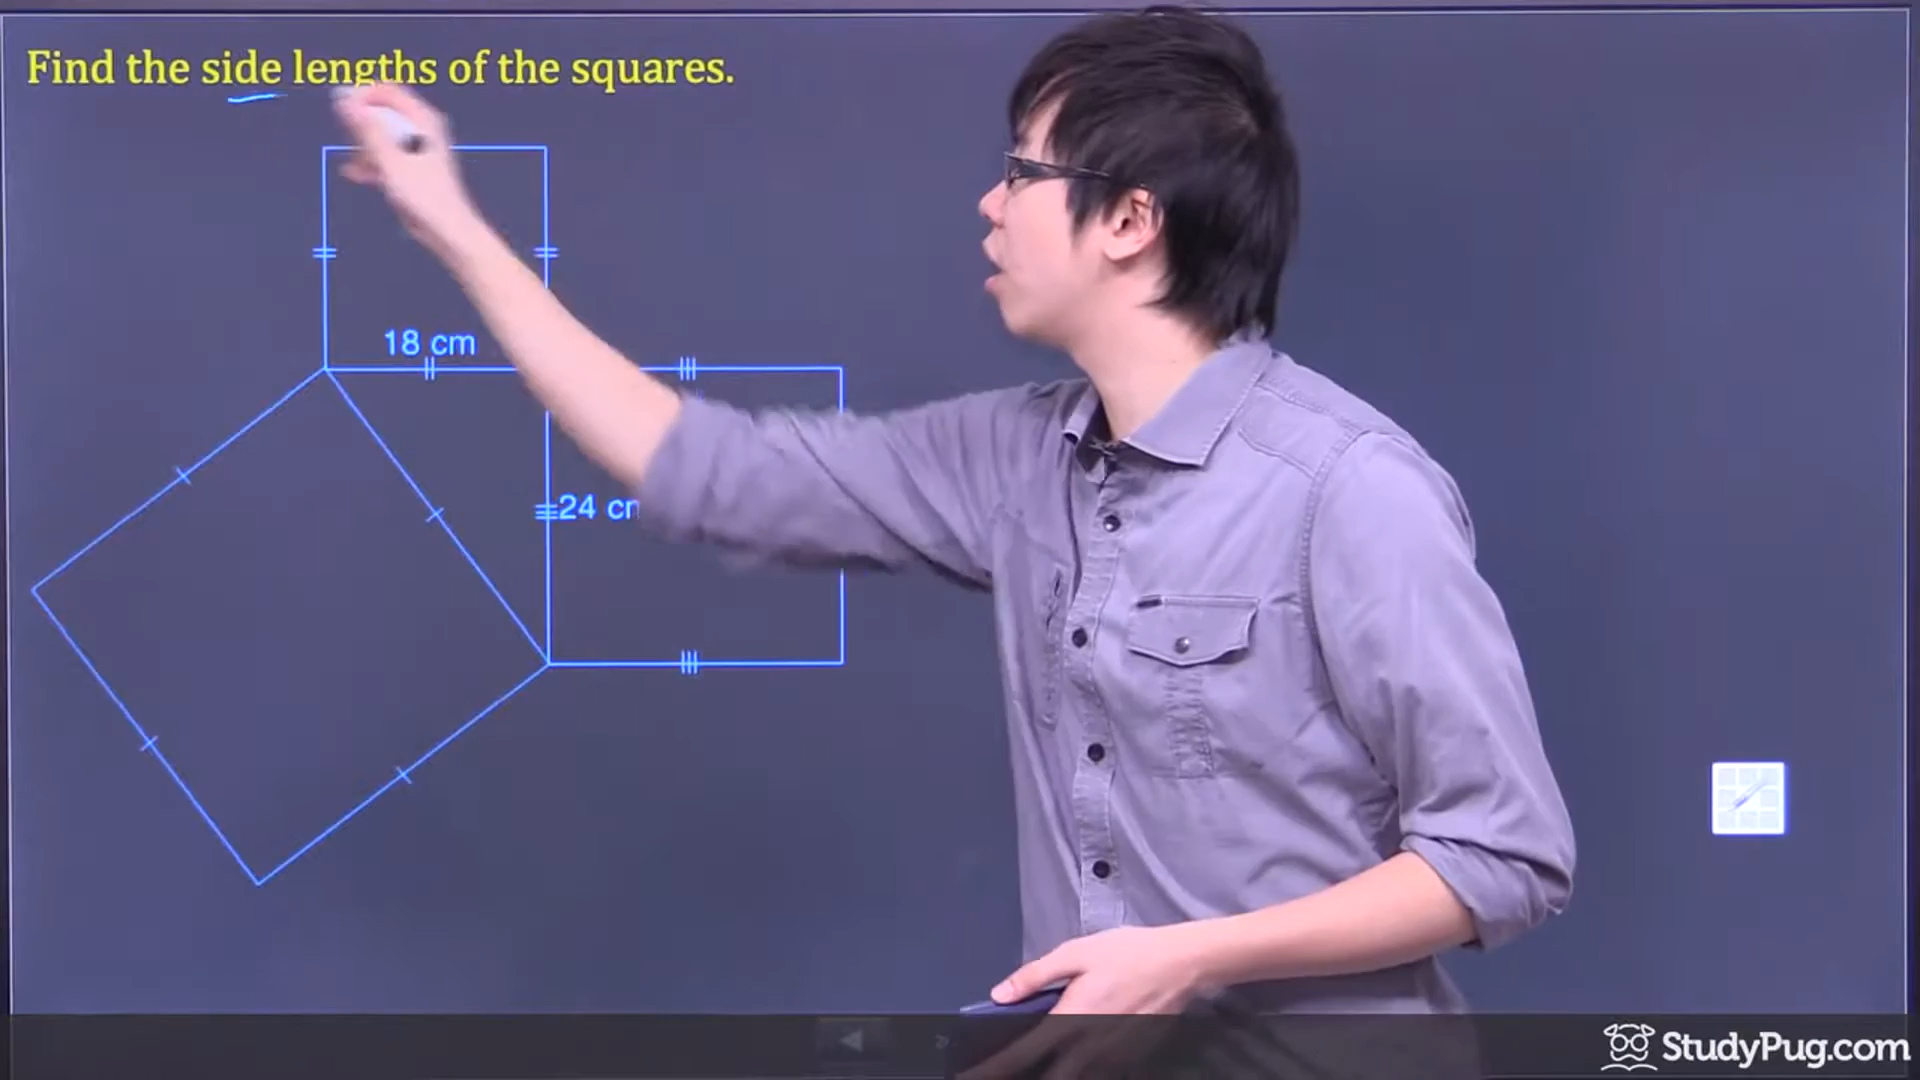 Find the side lengths of the squares.
18 cm
24 cm
StudyPug.com